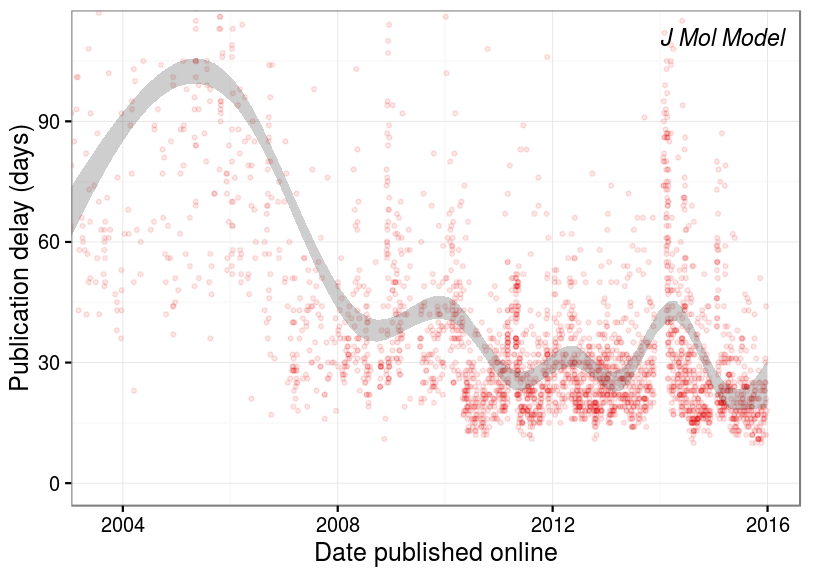 J Mol Model
90
60
30
0
Publication delay (days)
2004 2008 2012 2016
Date published online